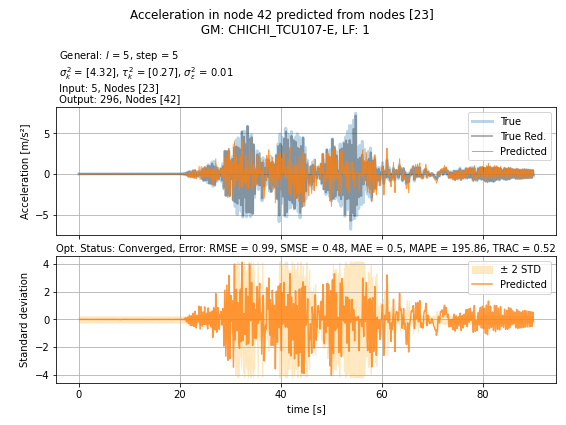 Acceleration in node 42 predicted from nodes [23]
GM: CHICHI_TCU107-E, LF: 1
General: l = 5, step = 5
σ²ₖ = [4.32], τ²ₖ = [0.27], σ²_ε = 0.01
Input: 5, Nodes [23]
Output: 296, Nodes [42]
Acceleration [m/s²]
5
0
−5
True
True Red.
Predicted
Opt. Status: Converged, Error: RMSE = 0.99, SMSE = 0.48, MAE = 0.5, MAPE = 195.86, TRAC = 0.52
Standard deviation
4
2
0
−2
−4
± 2 STD
Predicted
0 20 40 60 80
time [s]